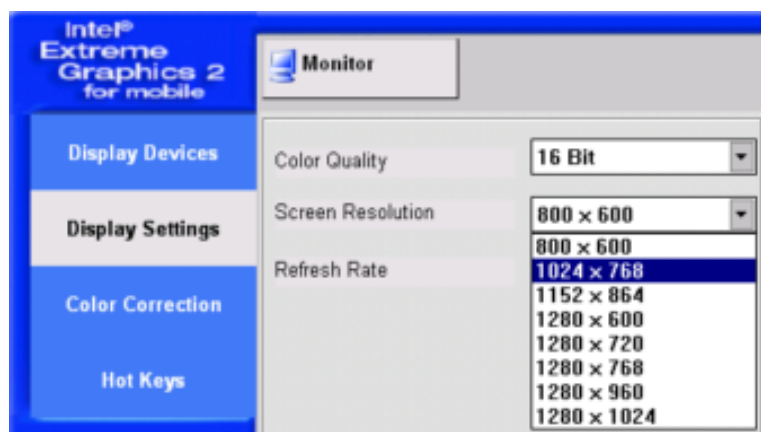 Intel®
Extreme
Graphics 2
for mobile
Monitor
Display Devices
Display Settings
Color Correction
Hot Keys
Color Quality
16 Bit
Screen Resolution
800 x 600
800 x 600
1024 x 768
1152 x 864
1280 x 600
1280 x 720
1280 x 768
1280 x 960
1280 x 1024
Refresh Rate